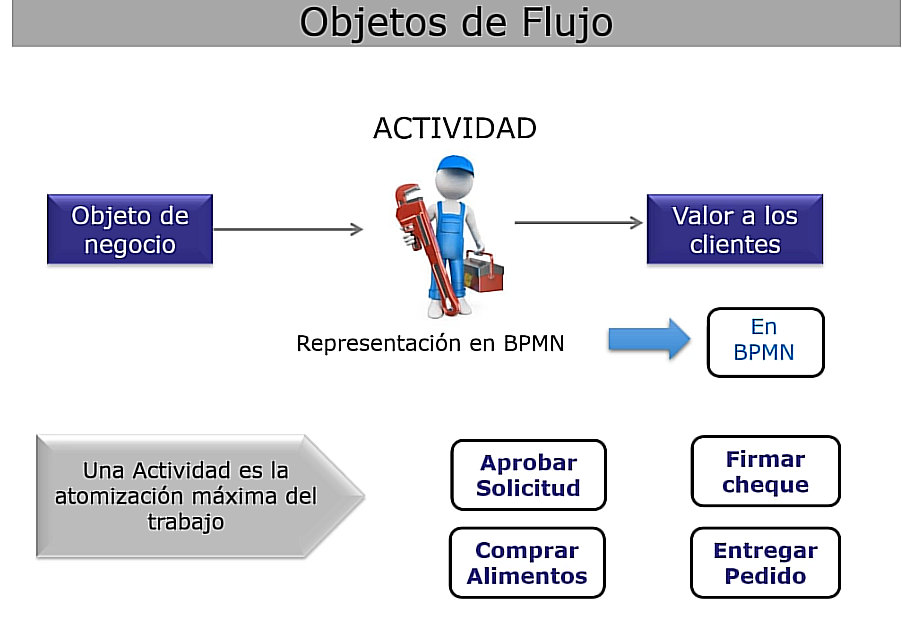 Objetos de Flujo
ACTIVIDAD
Objeto de
negocio
Valor a los
clientes
Representación en BPMN
En
BPMN
Una Actividad es la
atomización máxima del
trabajo
Aprobar
Solicitud
Firmar
cheque
Comprar
Alimentos
Entregar
Pedido